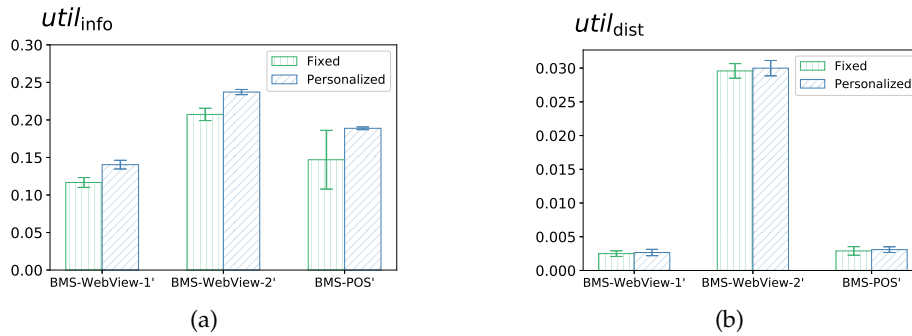 util_info
0.30
0.25
0.20
0.15
0.10
0.05
0.00
Fixed
Personalized
BMS-WebView-1' BMS-WebView-2' BMS-POS'
(a)
util_dist
0.030
0.025
0.020
0.015
0.010
0.005
0.000
Fixed
Personalized
BMS-WebView-1' BMS-WebView-2' BMS-POS'
(b)